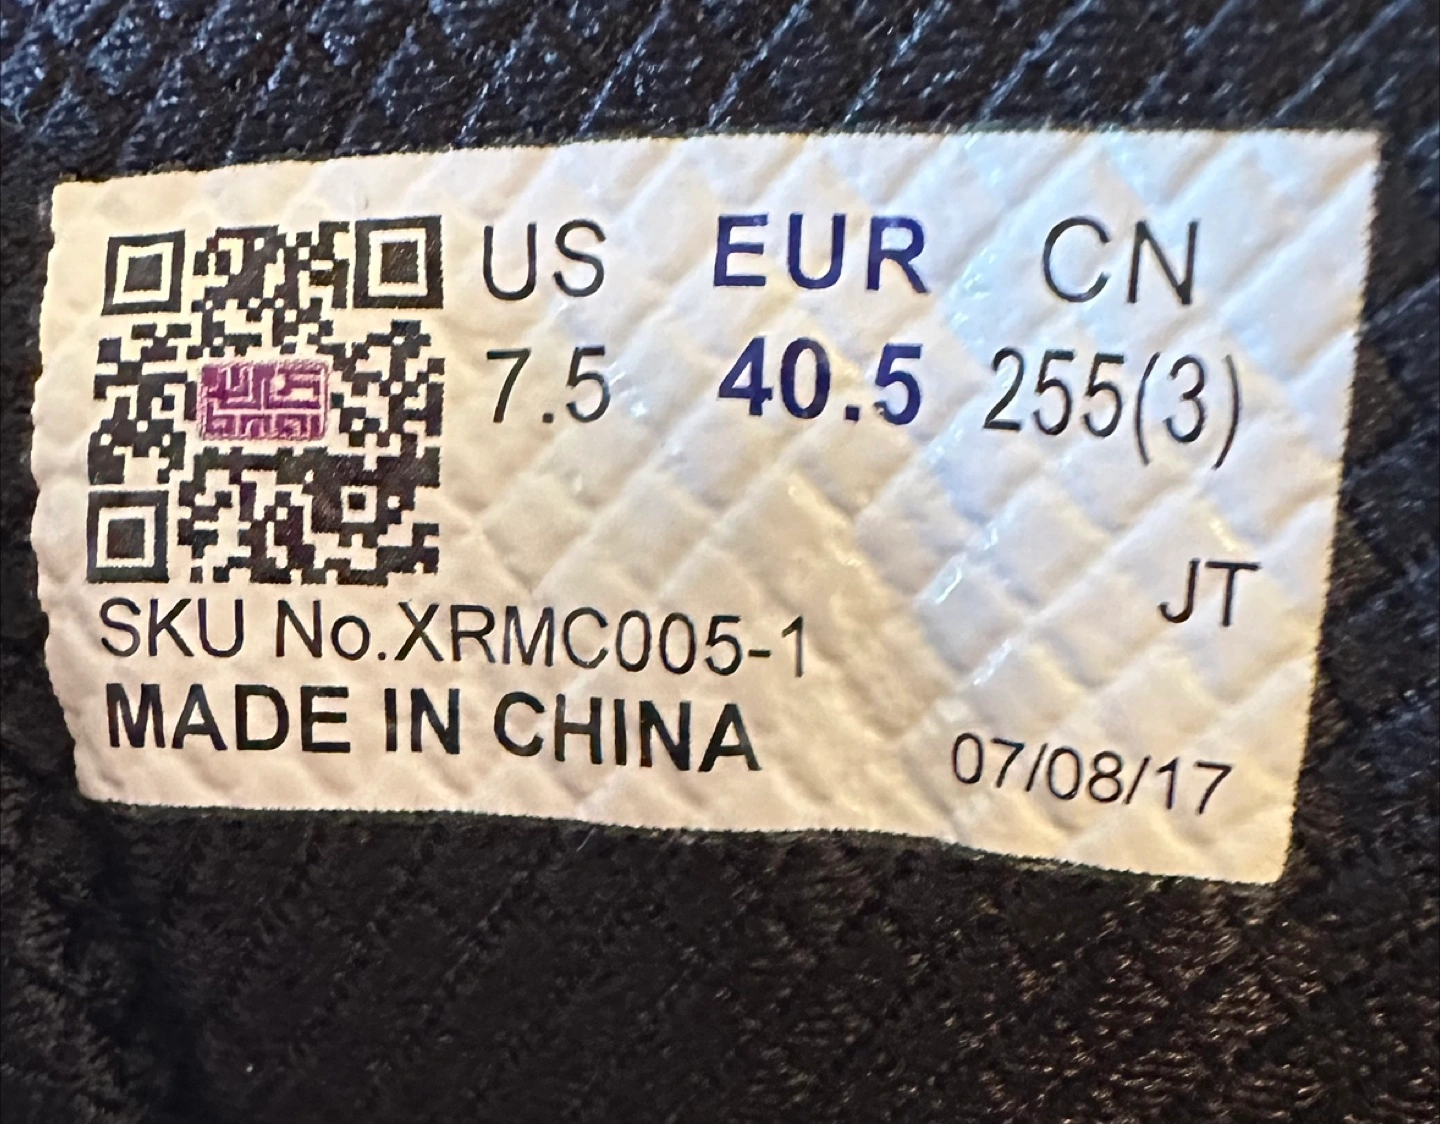 US EUR CN
7.5 40.5 255(3)
JT
SKU No.XRMC005-1
MADE IN CHINA
07/08/17